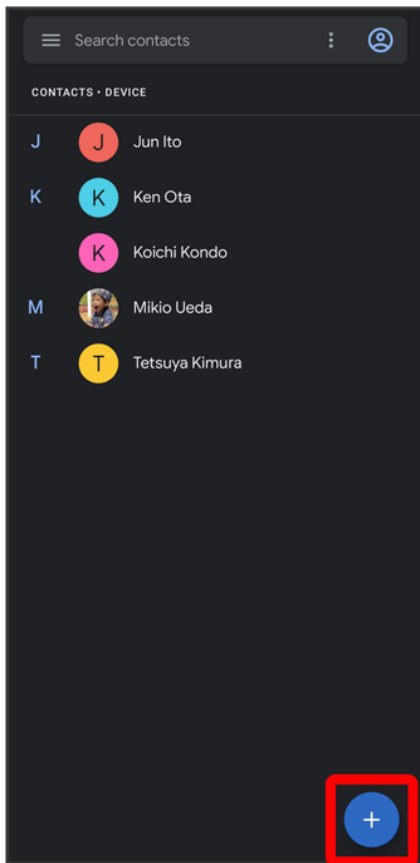 Search contacts
CONTACTS • DEVICE
J J Jun Ito
K K Ken Ota
K Koichi Kondo
M Mikio Ueda
T T Tetsuya Kimura
+